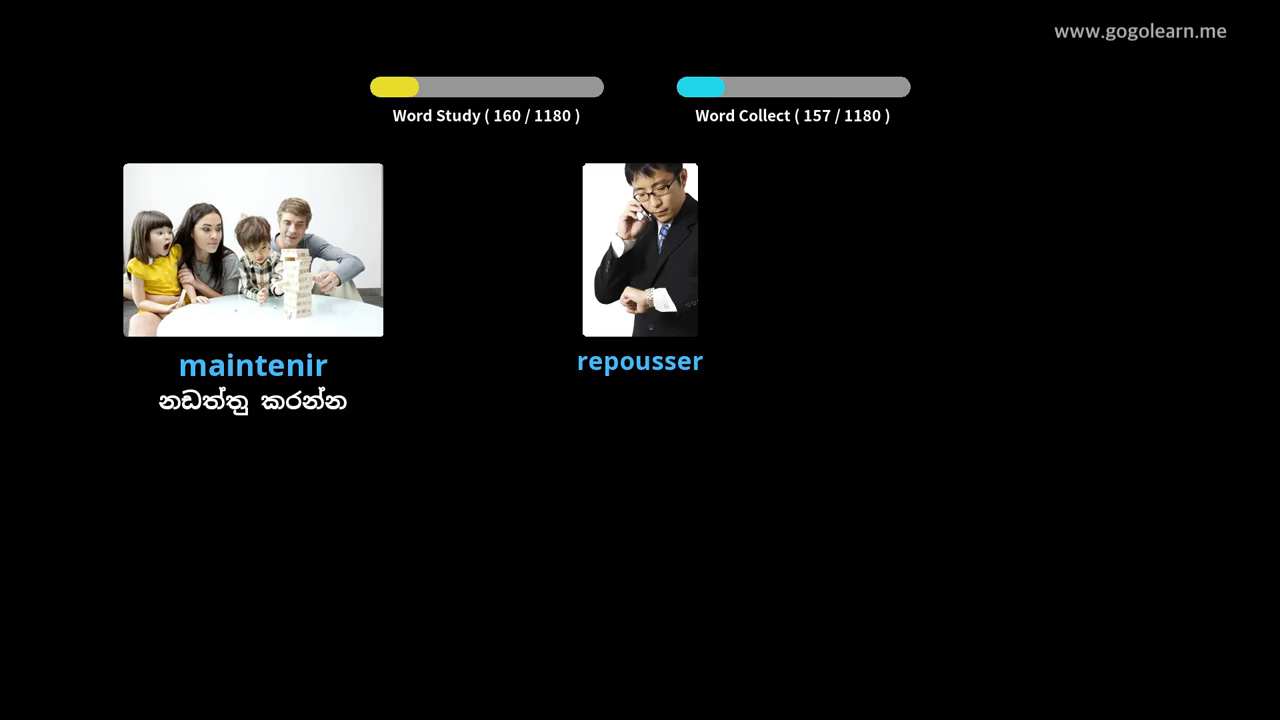 www.gogolearn.me
Word Study ( 160 / 1180 )
Word Collect ( 157 / 1180 )
maintenir
නඩත්තු කරන්න
repousser